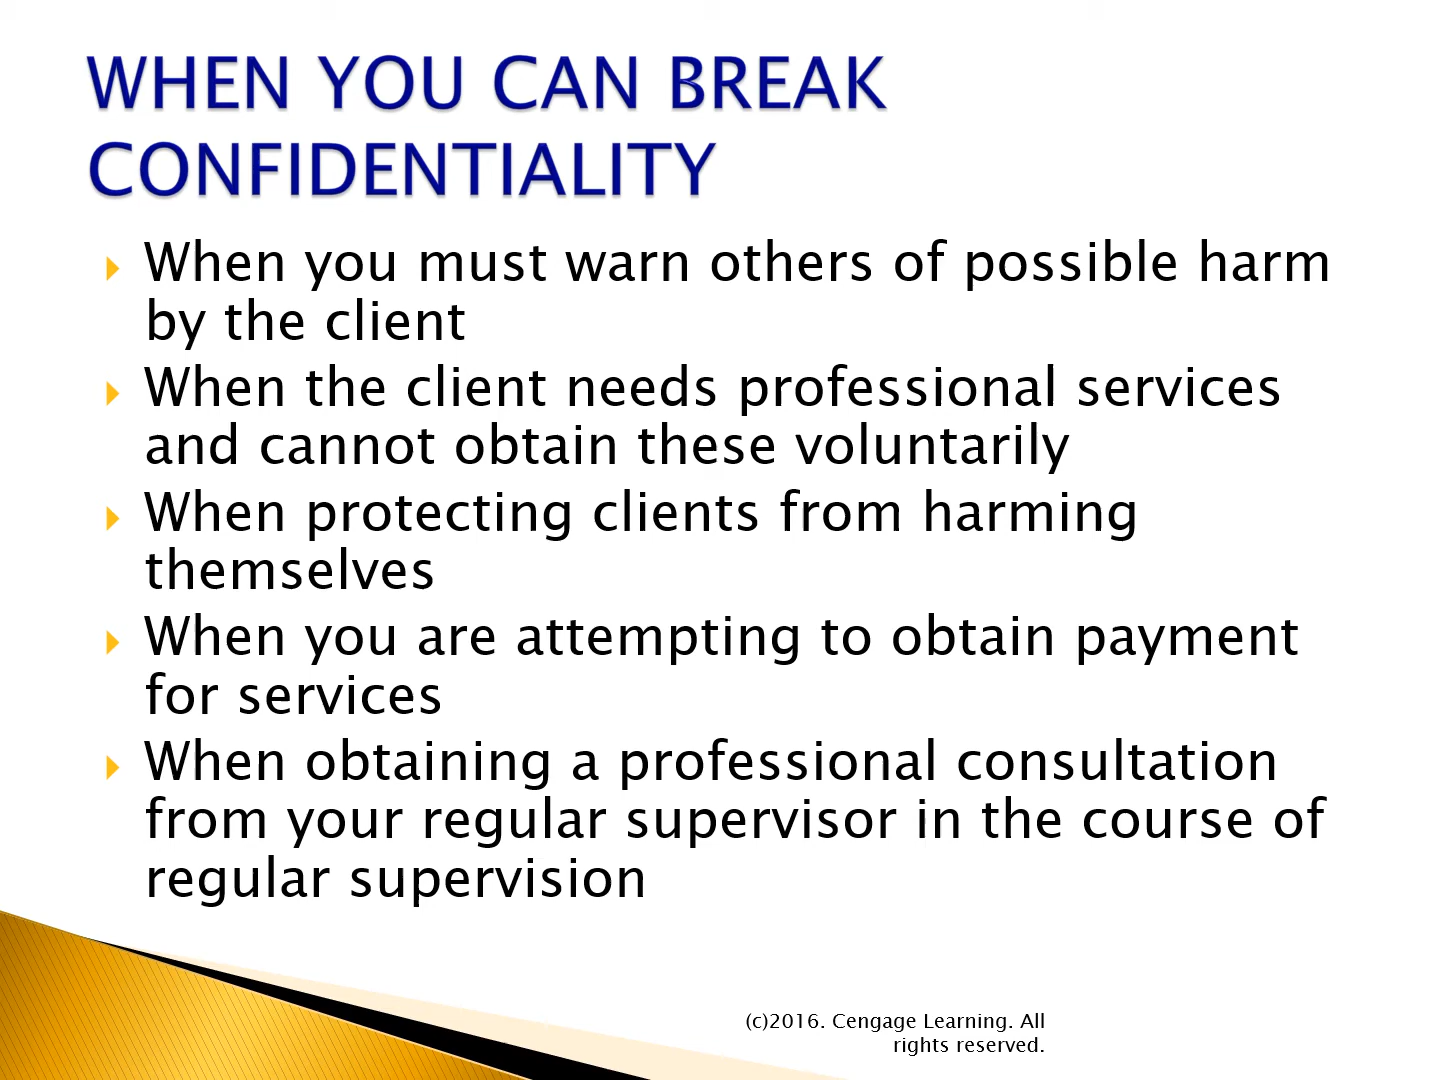 WHEN YOU CAN BREAK
CONFIDENTIALITY
When you must warn others of possible harm
by the client
When the client needs professional services
and cannot obtain these voluntarily
When protecting clients from harming
themselves
When you are attempting to obtain payment
for services
When obtaining a professional consultation
from your regular supervisor in the course of
regular supervision
(c)2016. Cengage Learning. All
rights reserved.